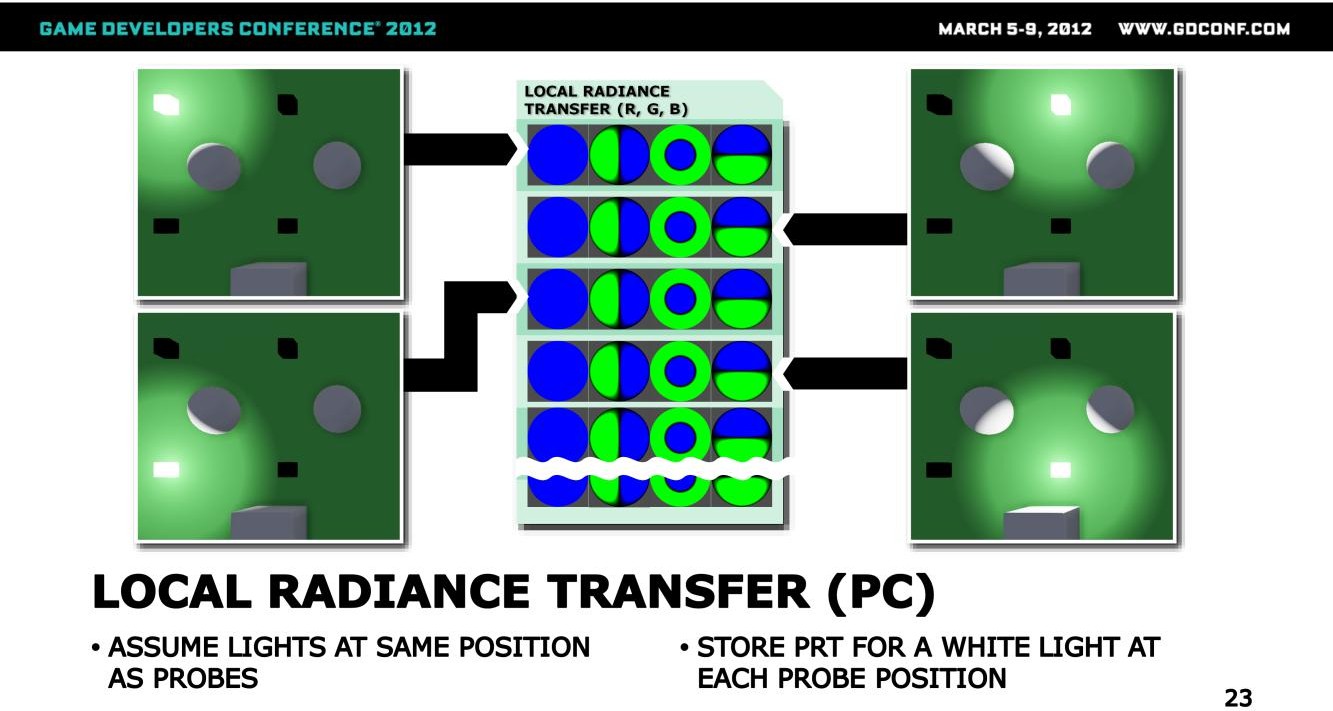 GAME DEVELOPERS CONFERENCE® 2012
MARCH 5-9, 2012 WWW.GDCONF.COM
LOCAL RADIANCE
TRANSFER (R, G, B)
LOCAL RADIANCE TRANSFER (PC)
• ASSUME LIGHTS AT SAME POSITION
AS PROBES
• STORE PRT FOR A WHITE LIGHT AT
EACH PROBE POSITION
23